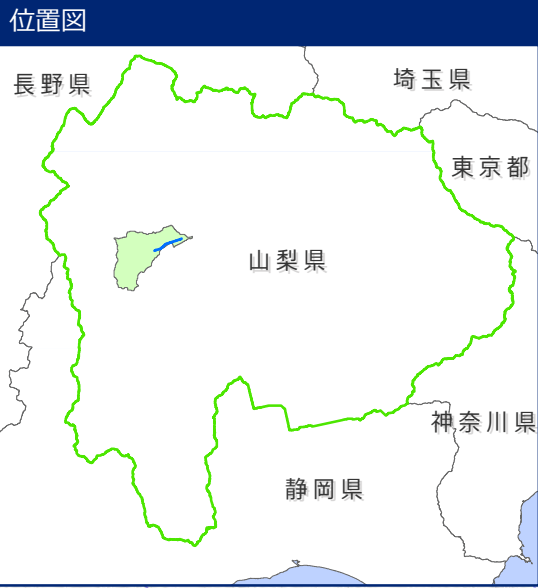 位置図
長野県
埼玉県
東京都
山梨県
神奈川県
静岡県